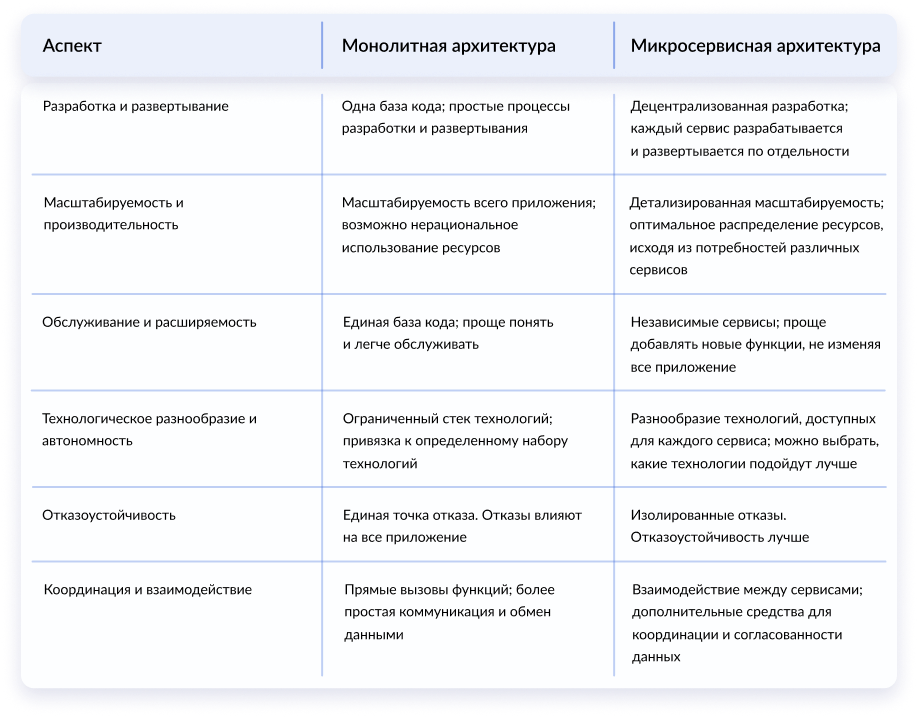 Аспект
Монолитная архитектура
Микросервисная архитектура
Разработка и развертывание
Одна база кода; простые процессы
разработки и развертывания
Децентрализованная разработка;
каждый сервис разрабатывается
и развертывается по отдельности
Масштабируемость и
производительность
Масштабируемость всего приложения;
возможно нерациональное
использование ресурсов
Детализированная масштабируемость;
оптимальное распределение ресурсов,
исходя из потребностей различных
сервисов
Обслуживание и расширяемость
Единая база кода; проще понять
и легче обслуживать
Независимые сервисы; проще
добавлять новые функции, не изменяя
все приложение
Технологическое разнообразие и
автономность
Ограниченный стек технологий;
привязка к определенному набору
технологий
Разнообразие технологий, доступных
для каждого сервиса; можно выбрать,
какие технологии подойдут лучше
Отказоустойчивость
Единая точка отказа. Отказы влияют
на все приложение
Изолированные отказы.
Отказоустойчивость лучше
Координация и взаимодействие
Прямые вызовы функций; более
простая коммуникация и обмен
данными
Взаимодействие между сервисами;
дополнительные средства для
координации и согласованности
данных